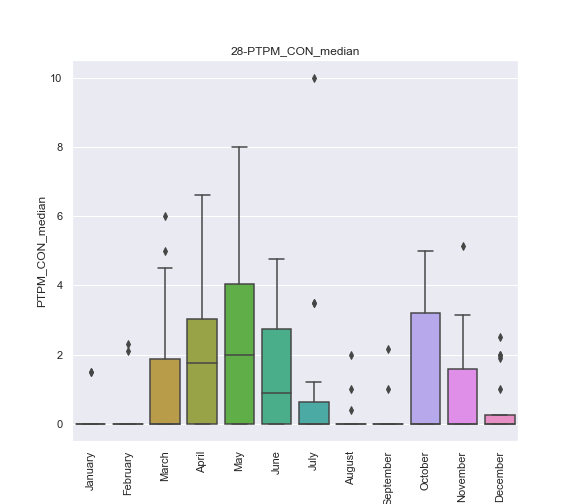 28-PTPM_CON_median
PTPM_CON_median
10
8
6
4
2
0
January
February
March
April
May
June
July
August
September
October
November
December